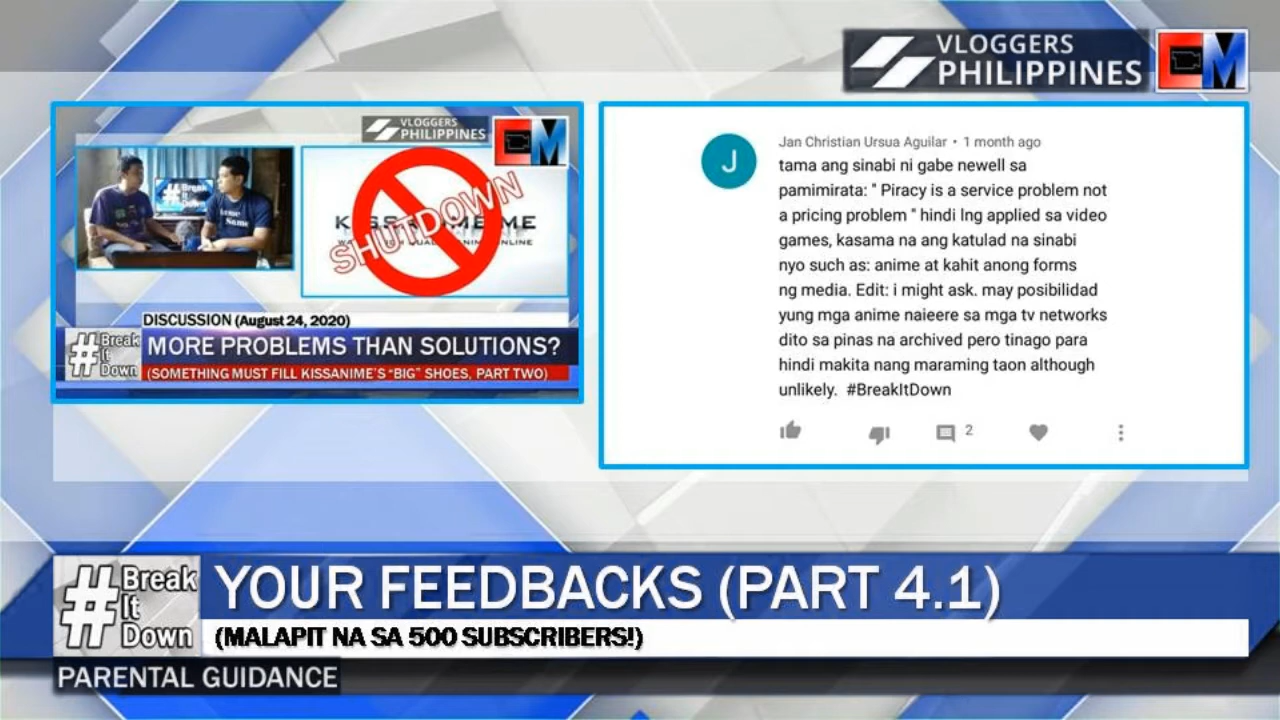 VLOGGERS
PHILIPPINES
VLOGGERS
PHILIPPINES
Break
It
Down
SHUTDOWN
DISCUSSION (August 24, 2020)
#Break
It
Down
MORE PROBLEMS THAN SOLUTIONS?
(SOMETHING MUST FILL KISSANIME'S "BIG" SHOES, PART TWO)
J
Jan Christian Ursua Aguilar • 1 month ago
tama ang sinabi ni gabe newell sa
pamimirata: " Piracy is a service problem not
a pricing problem " hindi lng applied sa video
games, kasama na ang katulad na sinabi
nyo such as: anime at kahit anong forms
ng media. Edit: i might ask. may posibilidad
yung mga anime naieere sa mga tv networks
dito sa pinas na archived pero tinago para
hindi makita nang maraming taon although
unlikely. #BreakItDown
2
#Break
It
Down
YOUR FEEDBACKS (PART 4.1)
(MALAPIT NA SA 500 SUBSCRIBERS!)
PARENTAL GUIDANCE